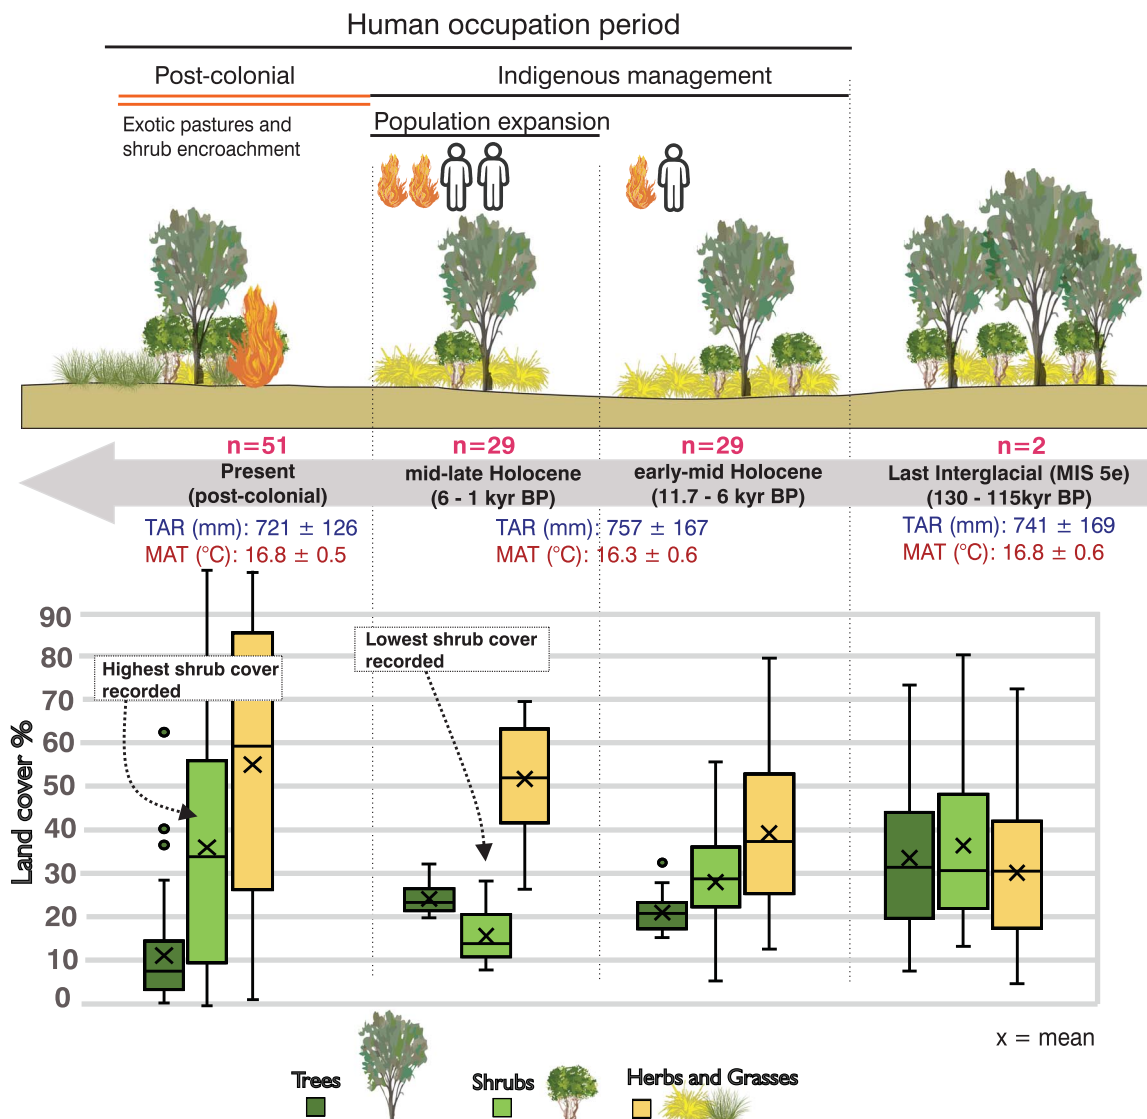 Human occupation period
Post-colonial
Indigenous management
Exotic pastures and
shrub encroachment
Population expansion
n=51
n=29
n=29
n=2
Present
(post-colonial)
mid-late Holocene
(6 - 1 kyr BP)
early-mid Holocene
(11.7 - 6 kyr BP)
Last Interglacial (MIS 5e)
(130 - 115kyr BP)
TAR (mm): 721 ± 126
MAT (°C): 16.8 ± 0.5
TAR (mm): 757 ± 167
MAT (°C): 16.3 ± 0.6
TAR (mm): 741 ± 169
MAT (°C): 16.8 ± 0.6
Land cover %
90
80
70
60
50
40
30
20
10
0
Highest shrub cover
recorded
Lowest shrub cover
recorded
x = mean
Trees
Shrubs
Herbs and Grasses